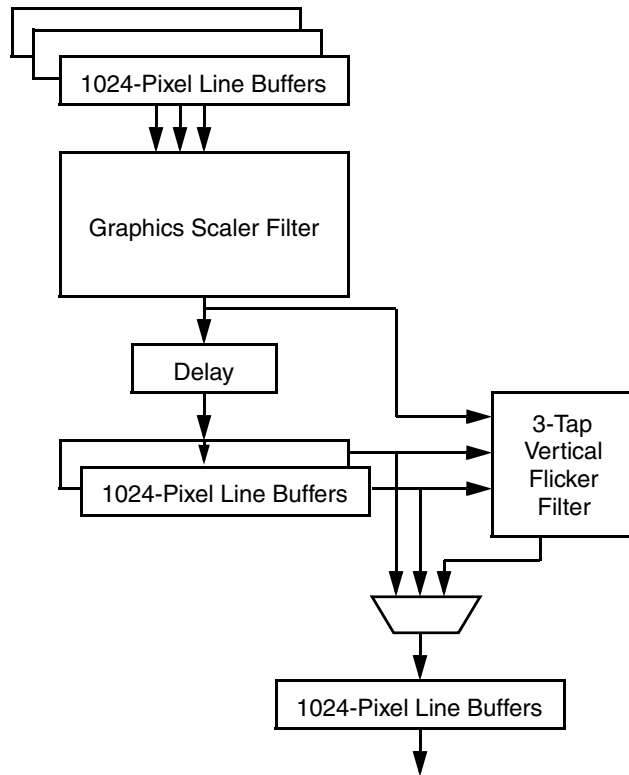 1024-Pixel Line Buffers
Graphics Scaler Filter
Delay
3-Tap
Vertical
Flicker
Filter
1024-Pixel Line Buffers
1024-Pixel Line Buffers